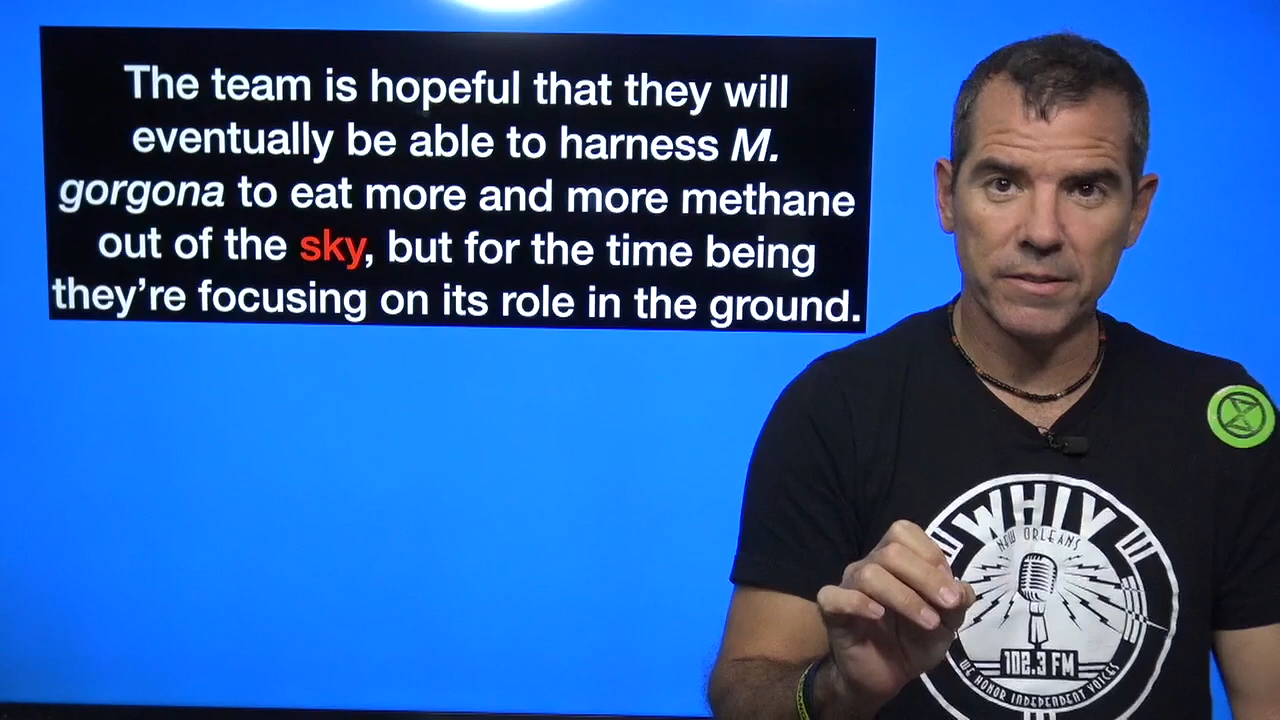 The team is hopeful that they will
eventually be able to harness M.
gorgona to eat more and more methane
out of the sky, but for the time being
they're focusing on its role in the ground.
WHIV
NEW ORLEANS
102.3 FM
WE HONOR INDEPENDENT VOICES